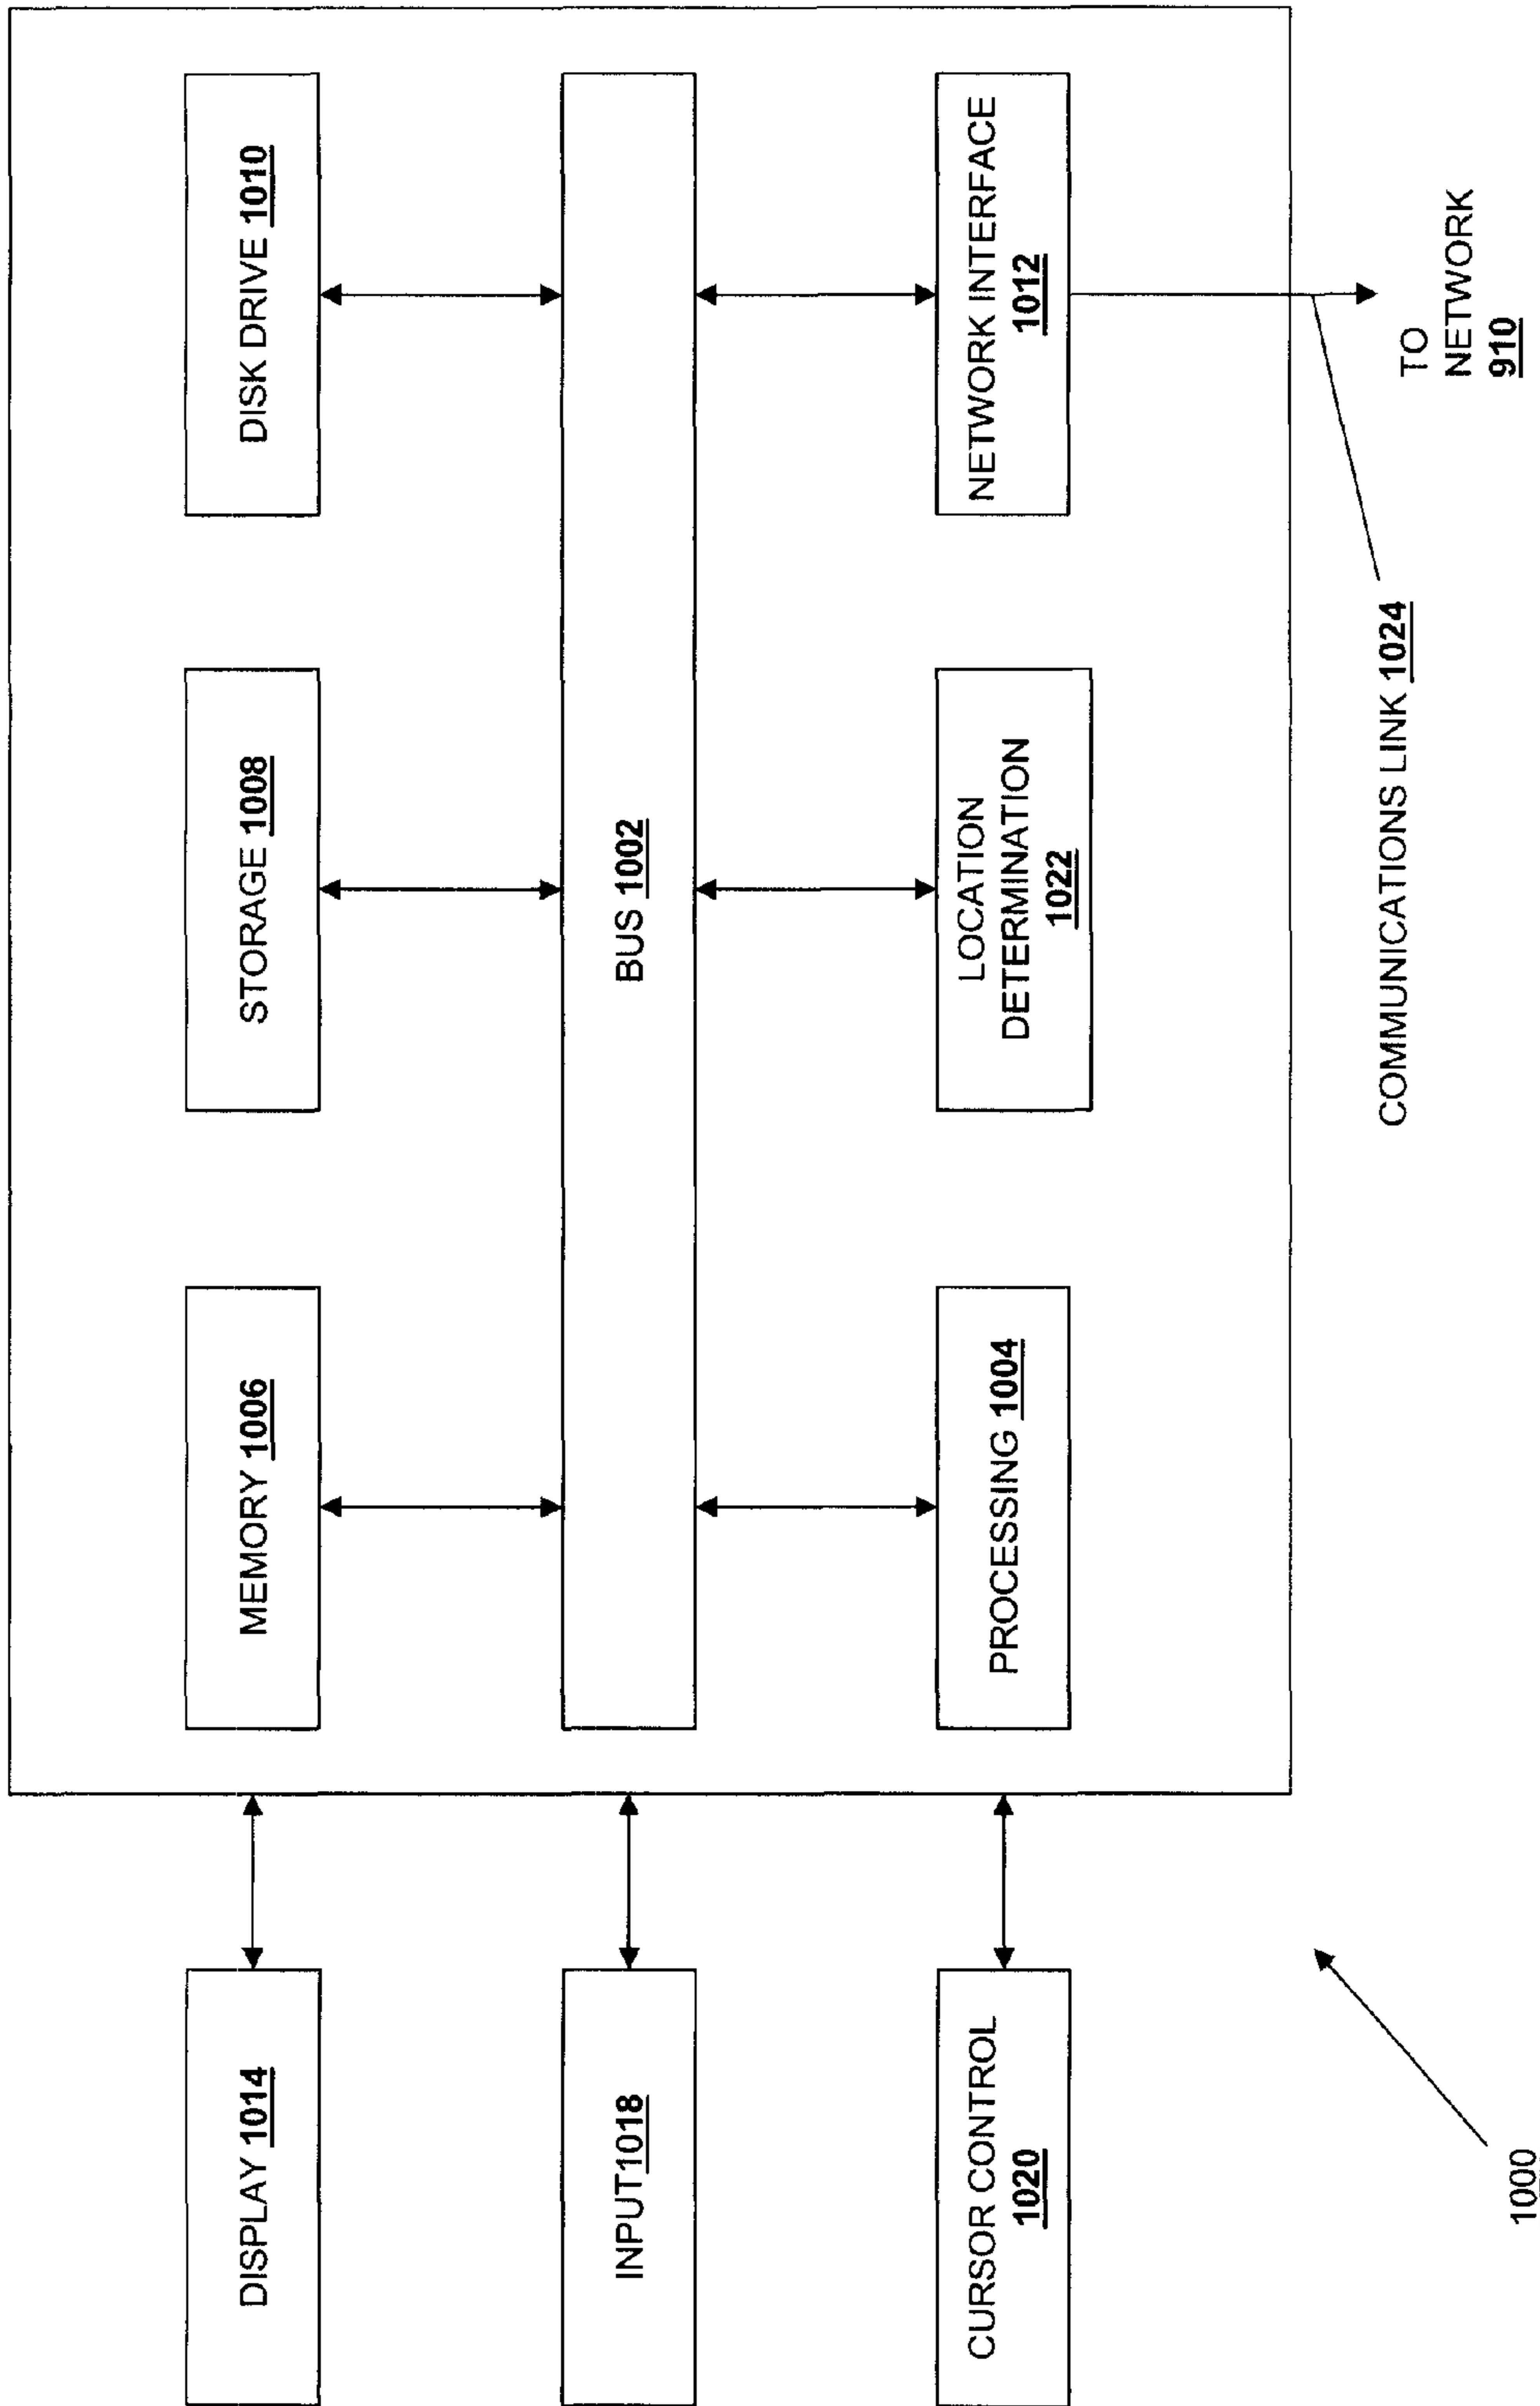 DISPLAY 1014
MEMORY 1006
STORAGE 1008
DISK DRIVE 1010
INPUT1018
BUS 1002
CURSOR CONTROL
1020
PROCESSING 1004
LOCATION
DETERMINATION
1022
NETWORK INTERFACE
1012
COMMUNICATIONS LINK 1024
TO
NETWORK
910
1000